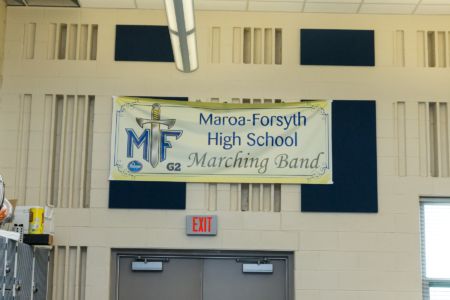 Maroa-Forsyth
High School
Marching Band
MF
G2
EXIT